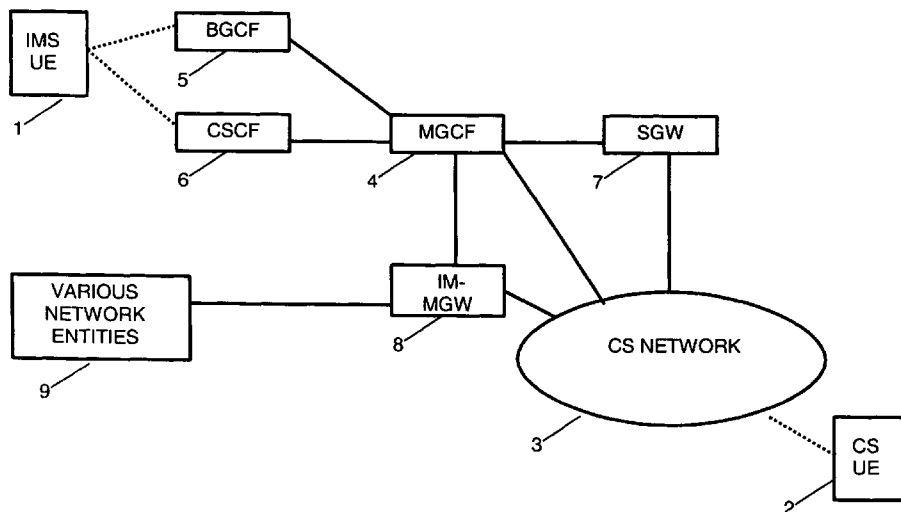 IMS
UE
1
BGCF
5
CSCF
6
MGCF
4
SGW
7
VARIOUS
NETWORK
ENTITIES
9
IM-
MGW
8
CS NETWORK
3
CS
UE
2